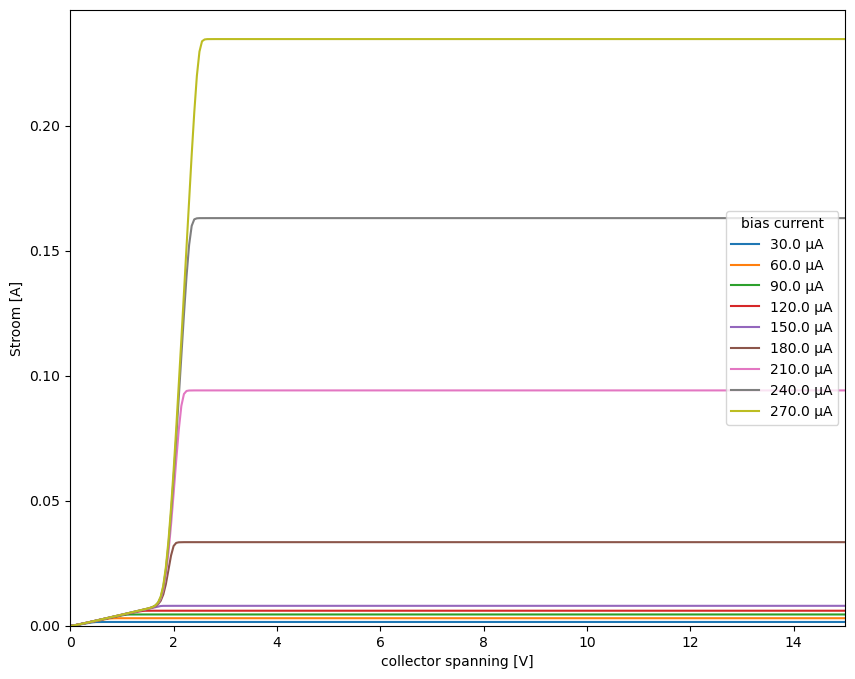 0.20
0.15
0.10
0.05
0.00
Stroom [A]
0
2
4
6
8
10
12
14
collector spanning [V]
bias current
30.0 µA
60.0 µA
90.0 µA
120.0 µA
150.0 µA
180.0 µA
210.0 µA
240.0 µA
270.0 µA